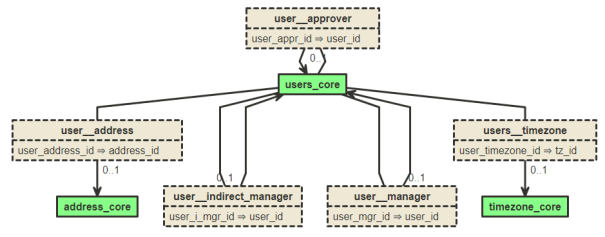 user__approver
user_appr_id ⇒ user_id
0..1
users_core
user__address
user_address_id ⇒ address_id
users__timezone
user_timezone_id ⇒ tz_id
0..1
0..1
0..1
0..1
address_core
user__indirect_manager
user_i_mgr_id ⇒ user_id
user__manager
user_mgr_id ⇒ user_id
timezone_core